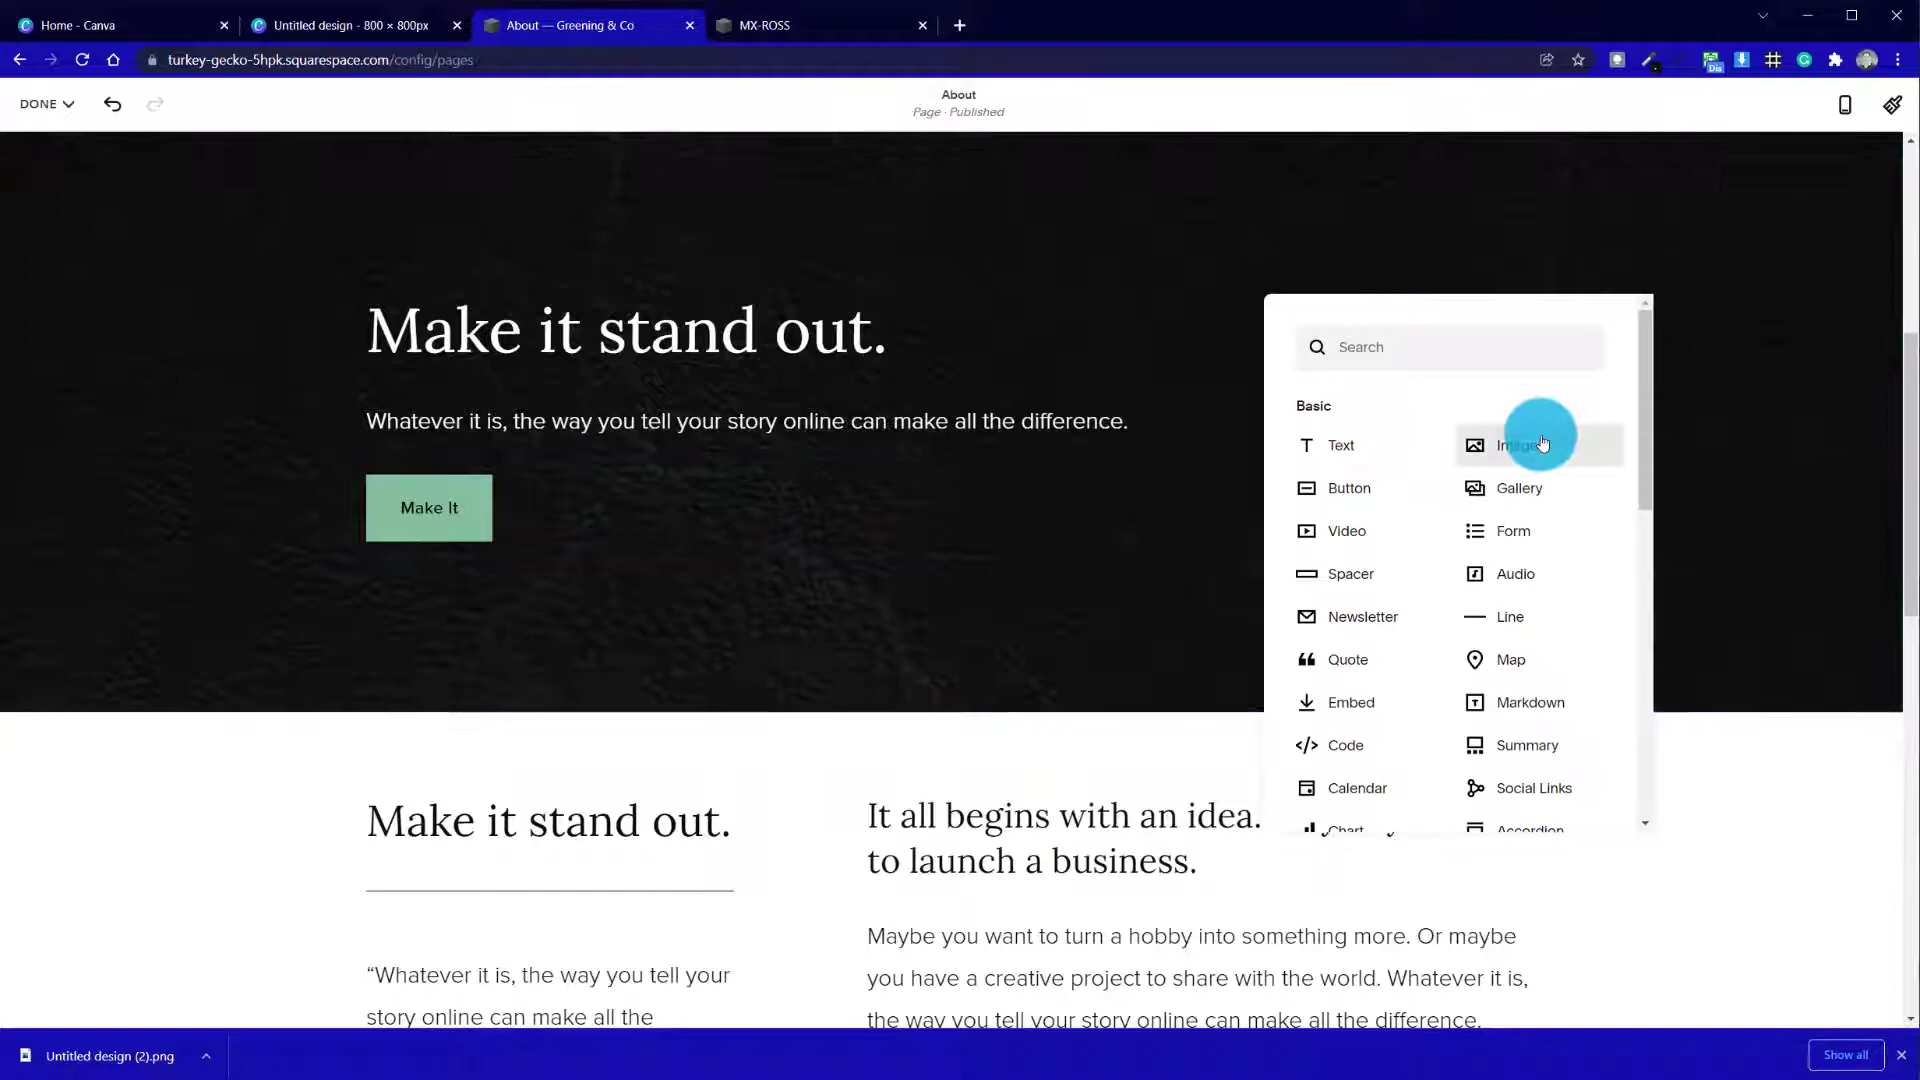 Home - Canva
Untitled design - 800 × 800px
About — Greening & Co
MX-ROSS
turkey-gecko-5hpk.squarespace.com/config/pages
Dis
DONE
About
Page · Published
Make it stand out.
Whatever it is, the way you tell your story online can make all the difference.
Make It
Search
Basic
Text
Image
Button
Gallery
Video
Form
Spacer
Audio
Newsletter
Line
Quote
Map
Embed
Markdown
Code
Summary
Calendar
Social Links
Chart
Accordion
Make it stand out.
“Whatever it is, the way you tell your
story online can make all the
It all begins with an idea.
to launch a business.
Maybe you want to turn a hobby into something more. Or maybe
you have a creative project to share with the world. Whatever it is,
the way you tell your story online can make all the difference.
Untitled design (2).png
Show all